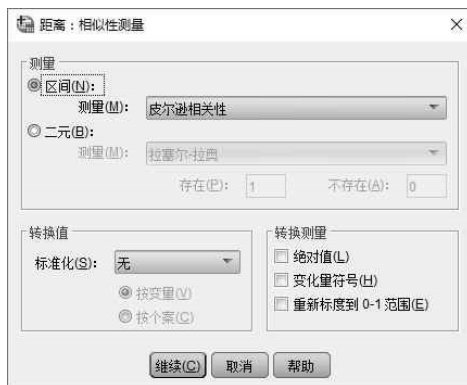 距离：相似性测量
测量
区间(N):
测量(M): 皮尔逊相关性
二元(B):
测量(M): 拉塞尔-拉奥
存在(P): 1 不存在(A): 0
转换值
标准化(S): 无
按变量(V)
按个案(C)
转换测量
绝对值(L)
变化量符号(H)
重新标度到 0-1 范围(E)
继续(C) 取消 帮助